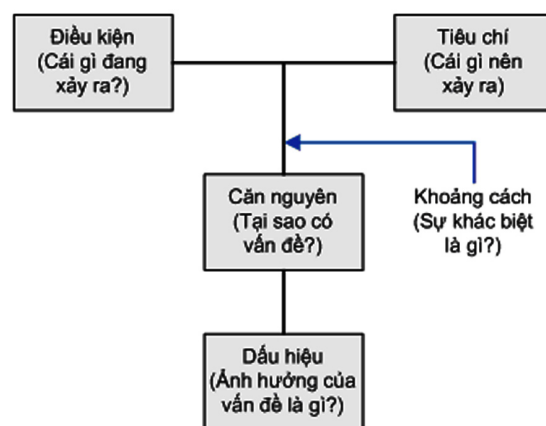 Điều kiện
(Cái gì đang
xảy ra?)
Tiêu chí
(Cái gì nên
xảy ra)
Căn nguyên
(Tại sao có
vấn đề?)
Khoảng cách
(Sự khác biệt
là gì?)
Dấu hiệu
(Ảnh hưởng của
vấn đề là gì?)